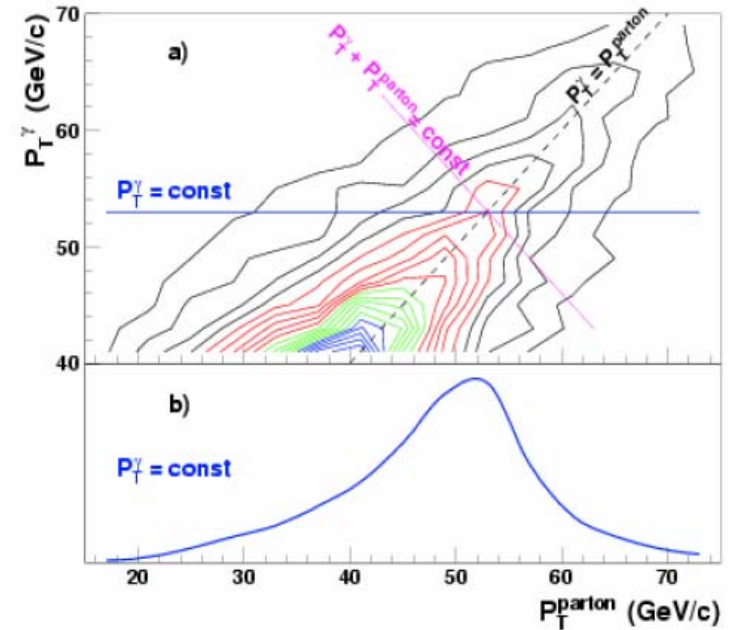 70
60
50
40
P_T^γ (GeV/c)
a)
P_T^γ + P_T^parton = const
P_T^γ = P_T^parton
P_T^γ = const
b)
P_T^γ = const
20 30 40 50 60 70
P_T^parton (GeV/c)